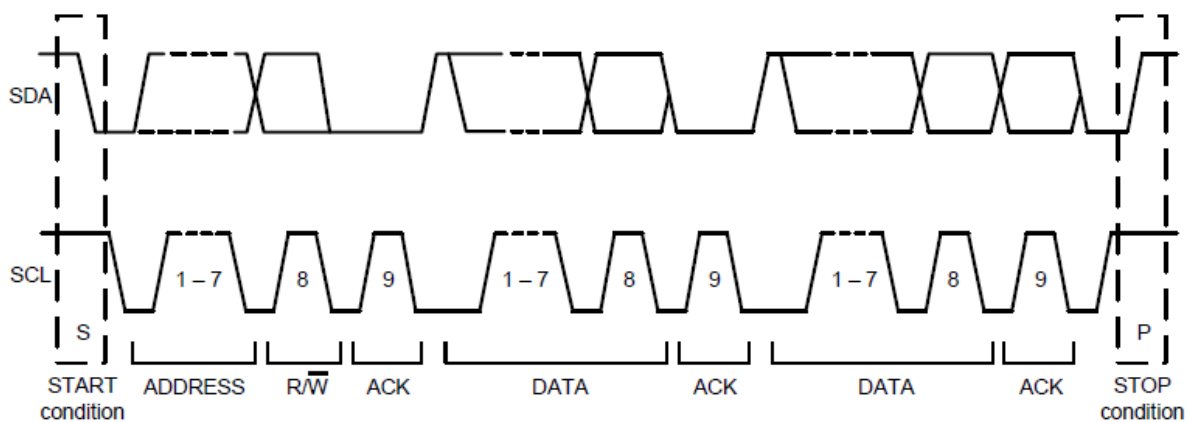 SDA
SCL
1 – 7 8 9 1 – 7 8 9 1 – 7 8 9
S P
START ADDRESS R/W̅ ACK DATA ACK DATA ACK STOP
condition condition